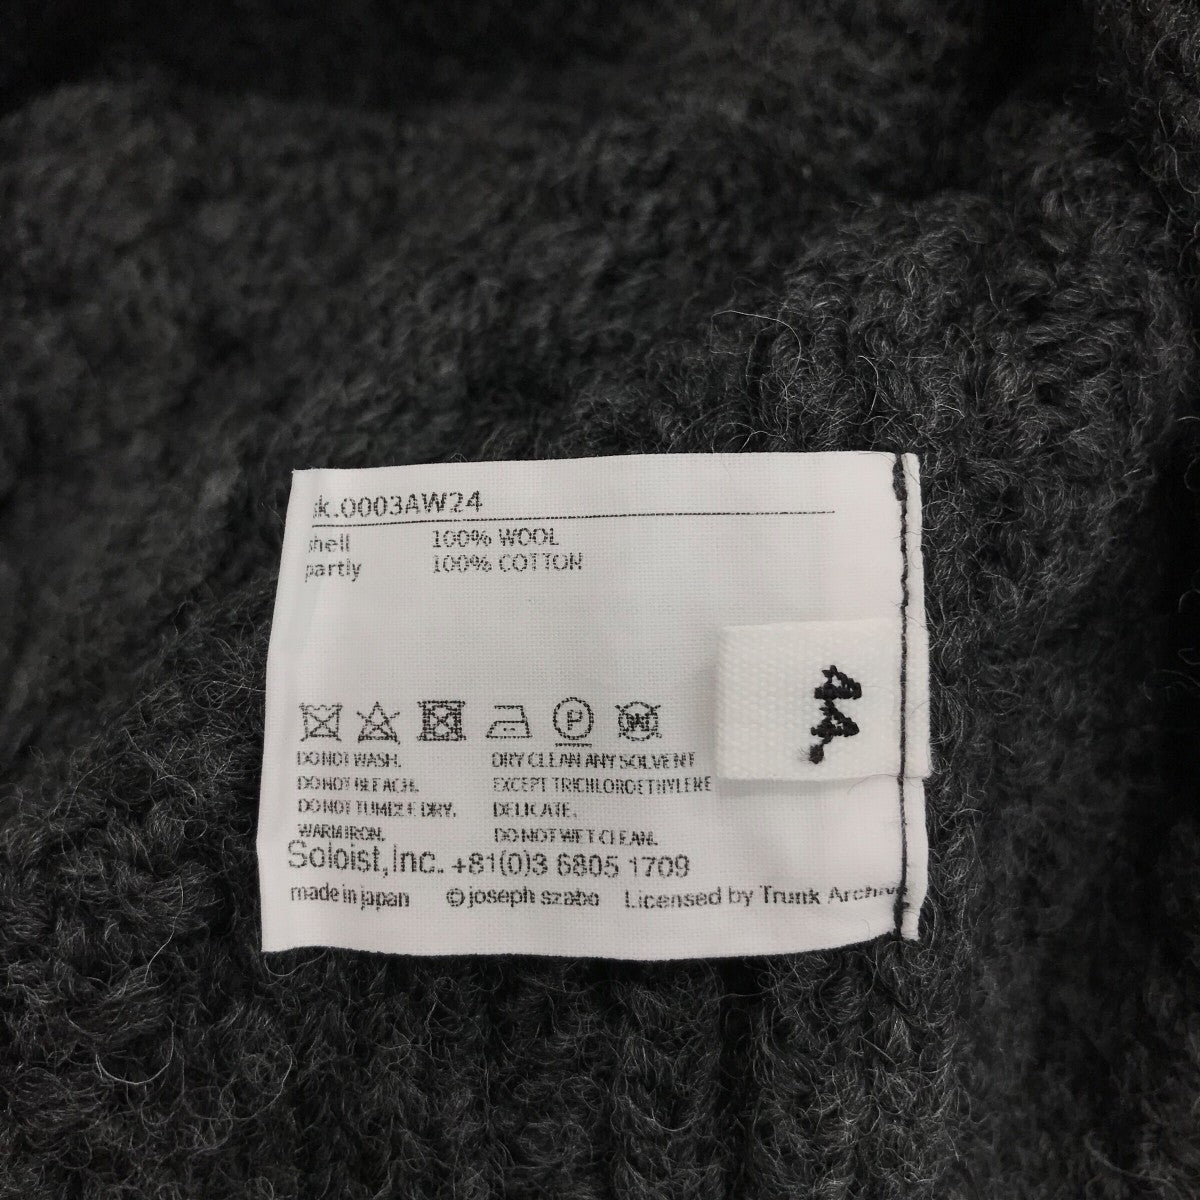 sk.0003AW24
shell 100% WOOL
partly 100% COTTON
44.
P
W
DO NOT WASH.
DO NOT BLEACH.
DO NOT TUMBLE DRY.
WARM IRON.
DRY CLEAN ANY SOLVENT
EXCEPT TRICHLOROETHYLENE
DELICATE.
DO NOT WET CLEAN.
Soloist,Inc. +81(0)3 6805 1709
made in japan ©joseph szabo Licensed by Trunk Archive